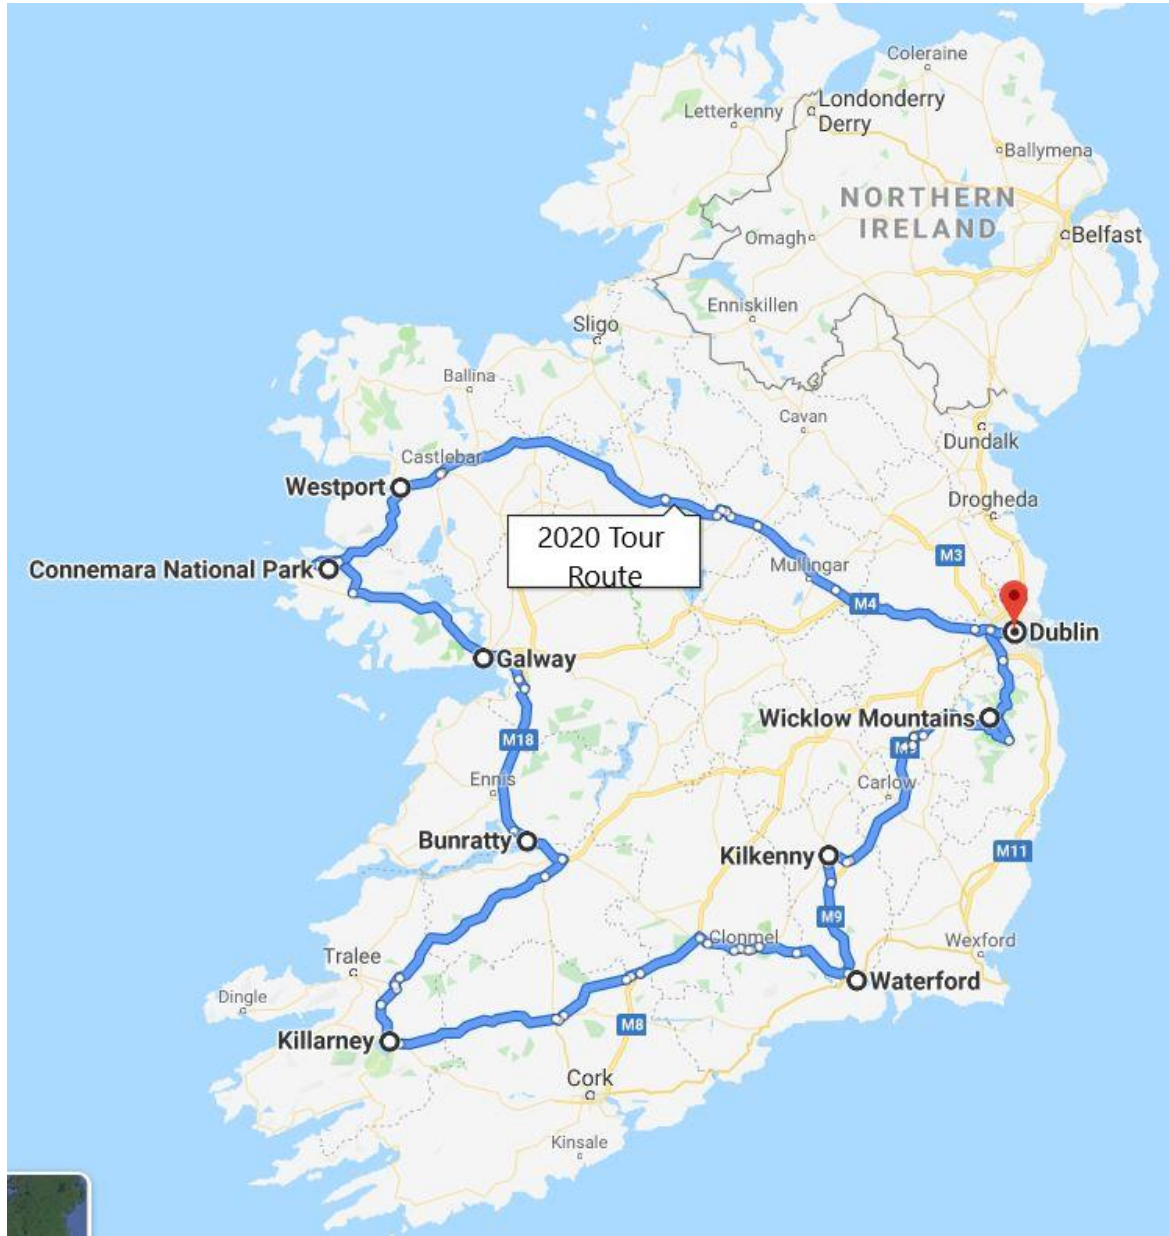 Coleraine
Letterkenny
Londonderry
Derry
Ballymena
NORTHERN
IRELAND
Omagh
Belfast
Enniskillen
Sligo
Ballina
Cavan
Dundalk
Castlebar
Westport
Drogheda
2020 Tour
Route
M3
Mullingar
Connemara National Park
M4
Dublin
Galway
Wicklow Mountains
M18
M9
Ennis
Carlow
Bunratty
Kilkenny
M11
M9
Clonmel
Wexford
Tralee
Waterford
Dingle
M8
Killarney
Cork
Kinsale